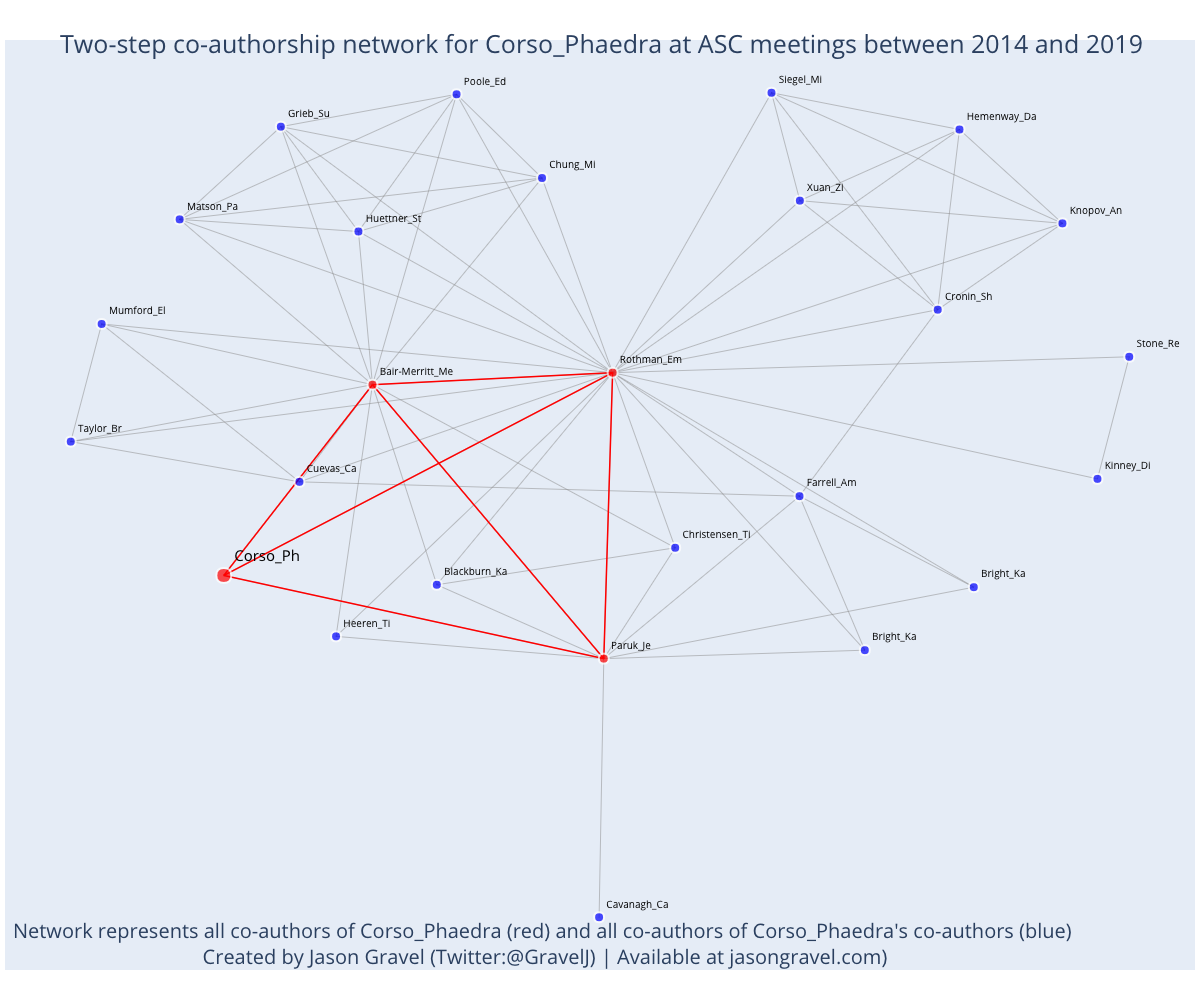 Two-step co-authorship network for Corso_Phaedra at ASC meetings between 2014 and 2019
Siegel_Mi
Poole_Ed
Grieb_Su
Hemenway_Da
Chung_Mi
Xuan_Zi
Matson_Pa
Knopov_An
Huettner_St
Cronin_Sh
Mumford_El
Stone_Re
Rothman_Em
Bair-Merritt_Me
Taylor_Br
Kinney_Di
Cuevas_Ca
Farrell_Am
Christensen_Ti
Corso_Ph
Blackburn_Ka
Bright_Ka
Heeren_Ti
Bright_Ka
Paruk_Je
Cavanagh_Ca
Network represents all co-authors of Corso_Phaedra (red) and all co-authors of Corso_Phaedra's co-authors (blue)
Created by Jason Gravel (Twitter:@GravelJ) | Available at jasongravel.com)